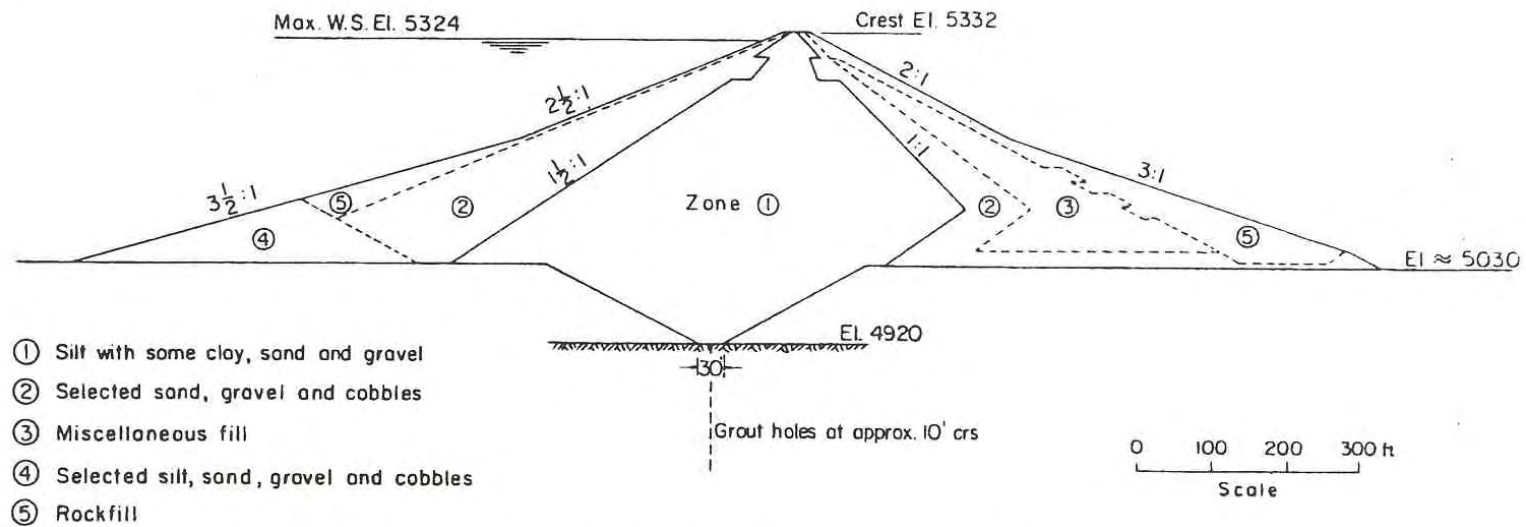 Max. W.S. El. 5324
Crest El. 5332
2½:1
2:1
1½:1
1:1
3½:1
3:1
Zone ①
⑤
②
②
③
④
⑤
El ≈ 5030
El. 4920
30'
Grout holes at approx. 10' crs
① Silt with some clay, sand and gravel
② Selected sand, gravel and cobbles
③ Miscellaneous fill
④ Selected silt, sand, gravel and cobbles
⑤ Rockfill
0 100 200 300 ft
Scale